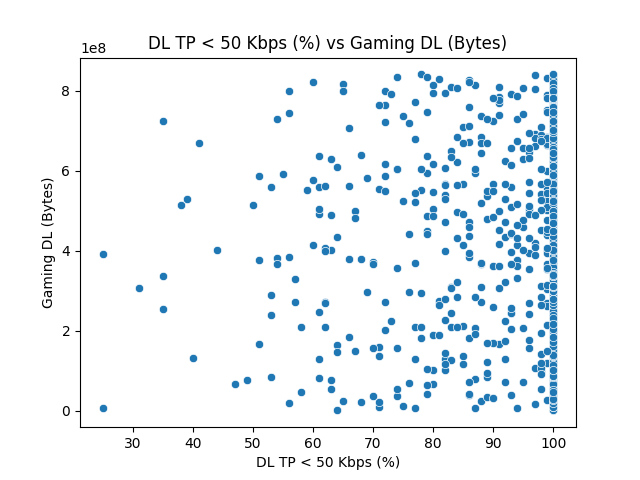 DL TP < 50 Kbps (%) vs Gaming DL (Bytes)
1e8
8
6
4
2
0
Gaming DL (Bytes)
30 40 50 60 70 80 90 100
DL TP < 50 Kbps (%)